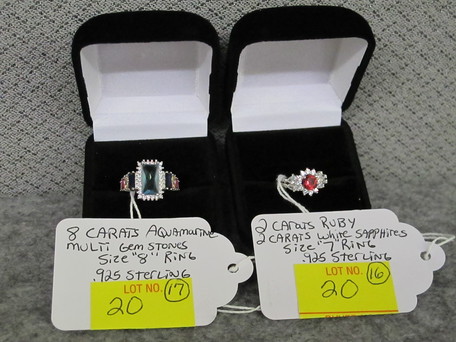 8 CARATS AQUAMARINE
MULTI GEM STONES
SIZE "8" RING
.925 STERLING
LOT NO. 17
20
2 CARATS RUBY
2 CARATS WHITE SAPPHIRES
SIZE "7" RING
.925 STERLING
LOT NO. 16
20